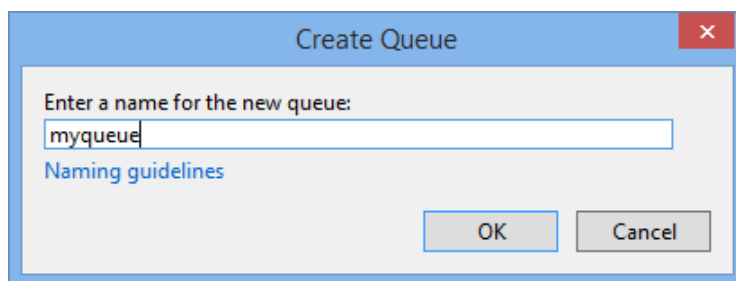 Create Queue
Enter a name for the new queue:
myqueue
Naming guidelines
OK Cancel